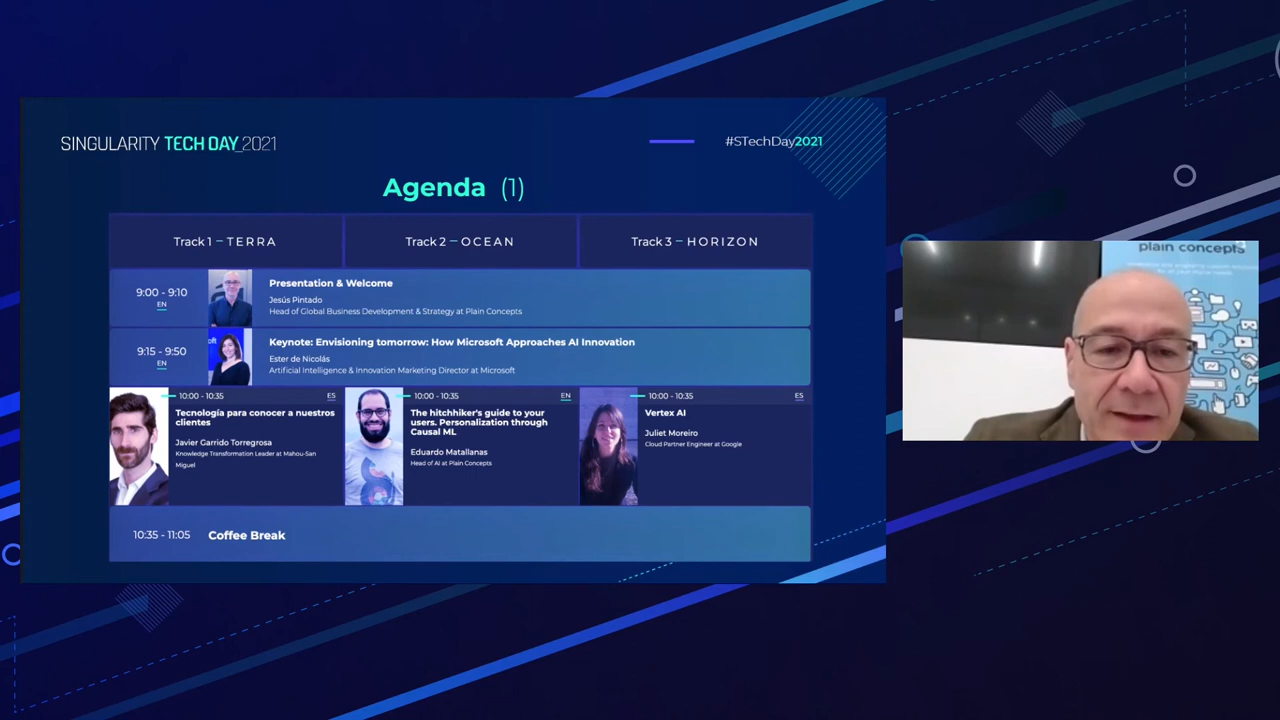 SINGULARITY TECH DAY_2021
#STechDay2021
Agenda (1)
Track 1 – TERRA
Track 2 – OCEAN
Track 3 – HORIZON
9:00 - 9:10
EN
Presentation & Welcome
Jesús Pintado
Head of Global Business Development & Strategy at Plain Concepts
9:15 - 9:50
EN
Keynote: Envisioning tomorrow: How Microsoft Approaches AI Innovation
Ester de Nicolás
Artificial Intelligence & Innovation Marketing Director at Microsoft
10:00 - 10:35
ES
Tecnología para conocer a nuestros
clientes
Javier Garrido Torregrosa
Knowledge Transformation Leader at Mahou-San
Miguel
10:00 - 10:35
EN
The hitchhiker's guide to your
users. Personalization through
Causal ML
Eduardo Matallanas
Head of AI at Plain Concepts
10:00 - 10:35
ES
Vertex AI
Juliet Moreiro
Cloud Partner Engineer at Google
10:35 - 11:05
Coffee Break
plain concepts